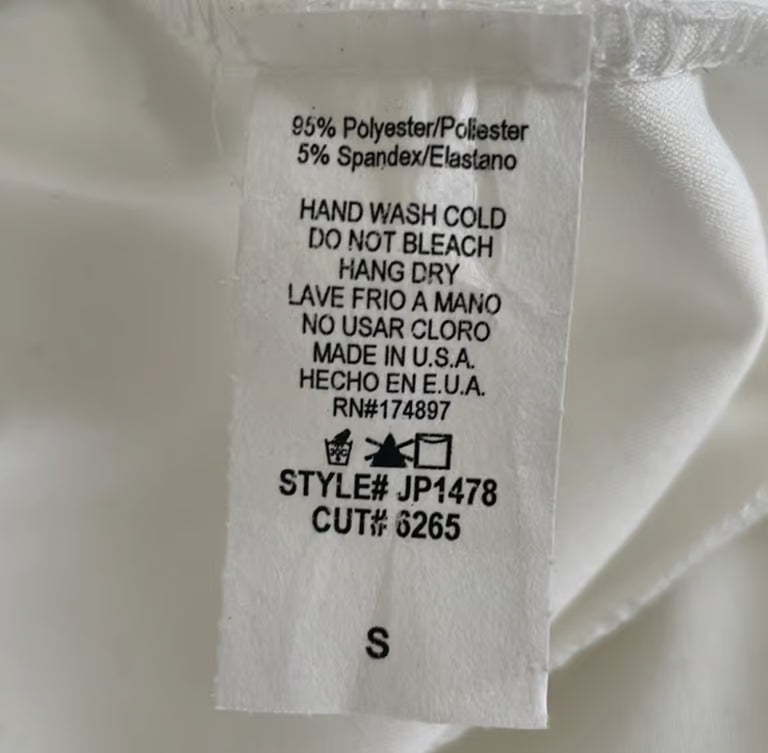 95% Polyester/Poliester
5% Spandex/Elastano
HAND WASH COLD
DO NOT BLEACH
HANG DRY
LAVE FRIO A MANO
NO USAR CLORO
MADE IN U.S.A.
HECHO EN E.U.A.
RN#174897
STYLE# JP1478
CUT# 6265
S